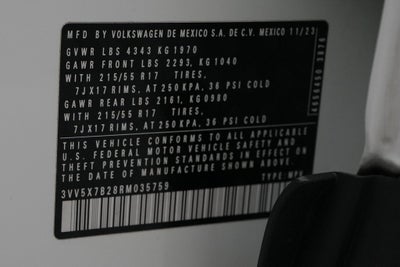 MFD BY VOLKSWAGEN DE MEXICO S.A. DE C.V. MEXICO 11/23
GVWR LBS 4343 KG 1970
GAWR FRONT LBS 2293, KG 1040
WITH 215/55 R17 TIRES,
7JX17 RIMS, AT 250 KPA, 36 PSI COLD
GAWR REAR LBS 2161, KG 0980
WITH 215/55 R17 TIRES,
7JX17 RIMS, AT 250 KPA, 36 PSI COLD
THIS VEHICLE CONFORMS TO ALL APPLICABLE
U.S. FEDERAL MOTOR VEHICLE SAFETY AND
THEFT PREVENTION STANDARDS IN EFFECT ON
THE DATE OF MANUFACTURE SHOWN ABOVE.
3VV5X7B28RM035759 TYPE MPV
4656450 3876